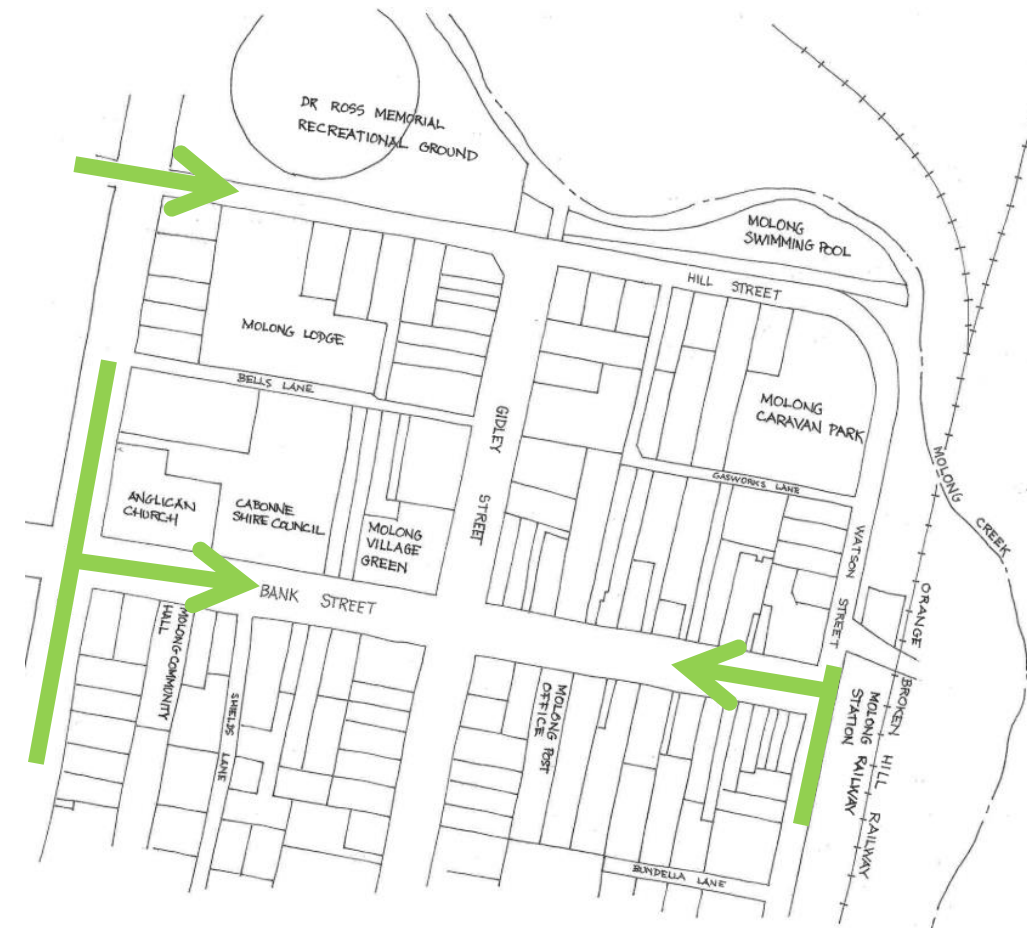 DR ROSS MEMORIAL
RECREATIONAL GROUND
MOLONG
SWIMMING POOL
HILL STREET
MOLONG LODGE
BELLS LANE
GIDLEY STREET
MOLONG
CARAVAN PARK
GASWORKS LANE
MOLONG CREEK
ANGLICAN
CHURCH
CABONNE
SHIRE COUNCIL
MOLONG
VILLAGE
GREEN
WATSON STREET
BANK STREET
ORANGE BROKEN HILL RAILWAY
MOLONG COMMUNITY
HALL
SHIELDS LANE
MOLONG POST
OFFICE
MOLONG RAILWAY
STATION
BUNDELLA LANE